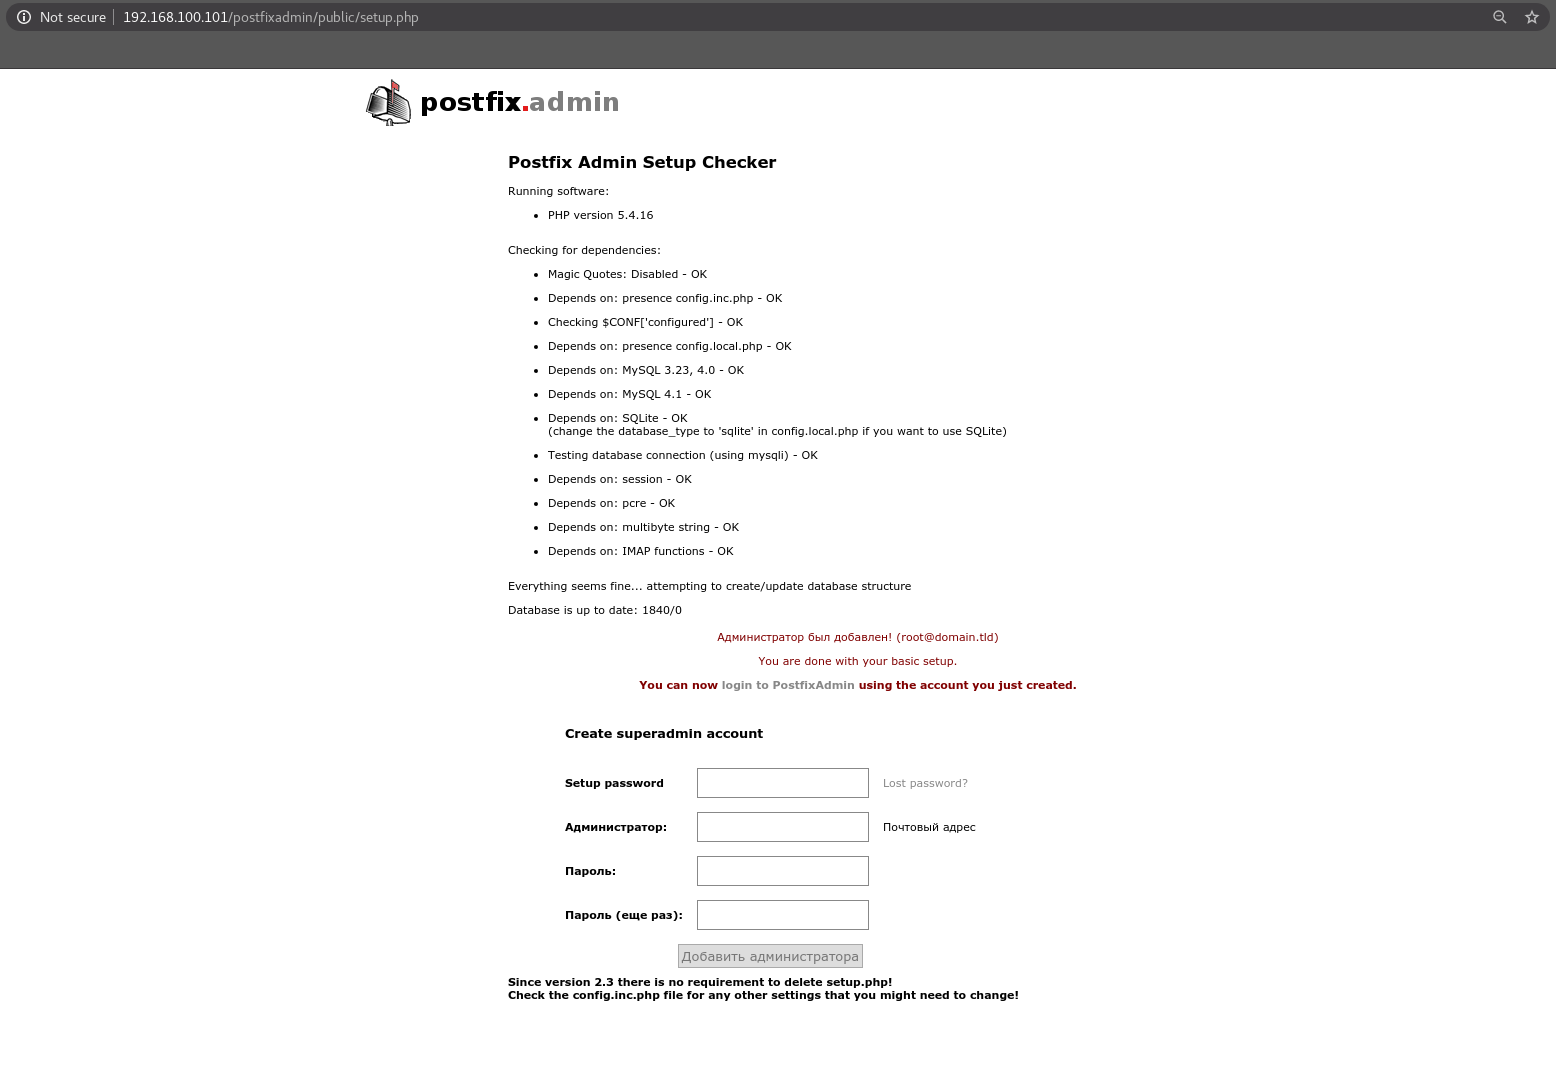 Not secure 192.168.100.101/postfixadmin/public/setup.php
postfix.admin
Postfix Admin Setup Checker
Running software:
• PHP version 5.4.16
Checking for dependencies:
• Magic Quotes: Disabled - OK
• Depends on: presence config.inc.php - OK
• Checking $CONF['configured'] - OK
• Depends on: presence config.local.php - OK
• Depends on: MySQL 3.23, 4.0 - OK
• Depends on: MySQL 4.1 - OK
• Depends on: SQLite - OK
(change the database_type to 'sqlite' in config.local.php if you want to use SQLite)
• Testing database connection (using mysqli) - OK
• Depends on: session - OK
• Depends on: pcre - OK
• Depends on: multibyte string - OK
• Depends on: IMAP functions - OK
Everything seems fine... attempting to create/update database structure
Database is up to date: 1840/0
Администратор был добавлен! (root@domain.tld)
You are done with your basic setup.
You can now login to PostfixAdmin using the account you just created.
Create superadmin account
Setup password Lost password?
Администратор: Почтовый адрес
Пароль:
Пароль (еще раз):
Добавить администратора
Since version 2.3 there is no requirement to delete setup.php!
Check the config.inc.php file for any other settings that you might need to change!